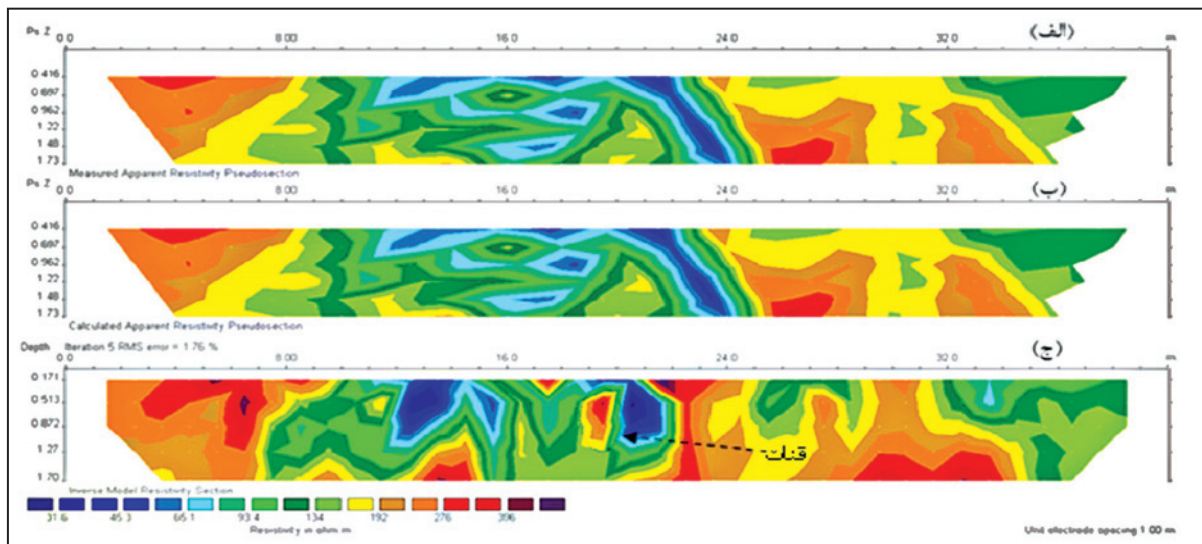 (الف)
Ps Z 0.0 8.00 16.0 24.0 32.0 m
0.416
0.697
0.962
1.22
1.48
1.73
Measured Apparent Resistivity Pseudosection
(ب)
Ps Z 0.0 8.00 16.0 24.0 32.0 m
0.416
0.697
0.962
1.22
1.48
1.73
Calculated Apparent Resistivity Pseudosection
(ج)
Depth Iteration 5 RMS error = 1.76 %
0.0 8.00 16.0 24.0 32.0 m
0.171
0.513
0.872
1.27
1.70
قنات
Inverse Model Resistivity Section
31.6 45.3 65.1 93.4 134 192 276 396
Resistivity in ohm.m
Unit electrode spacing 1.00 m